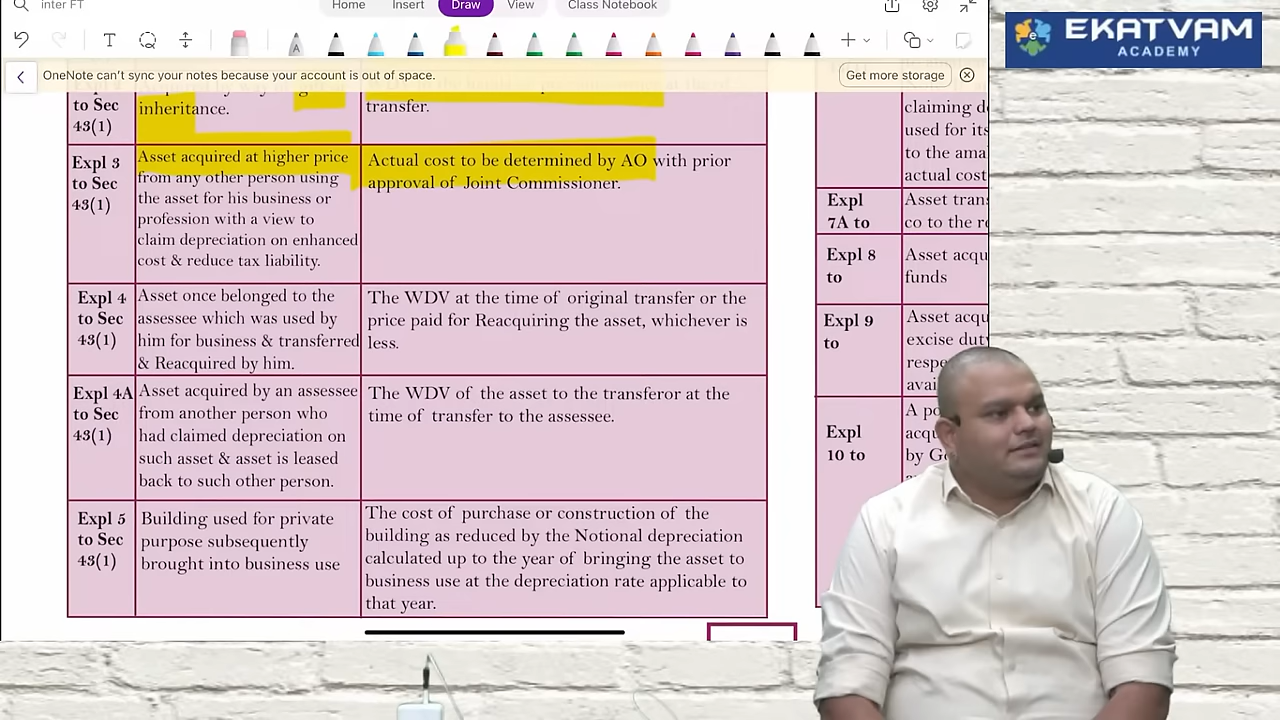 inter FT
Home
Insert
Draw
View
Class Notebook
EKATVAM
ACADEMY
OneNote can't sync your notes because your account is out of space.
Get more storage
to Sec
43(1)
inheritance.
transfer.
Expl 3
to Sec
43(1)
Asset acquired at higher price
from any other person using
the asset for his business or
profession with a view to
claim depreciation on enhanced
cost & reduce tax liability.
Actual cost to be determined by AO with prior
approval of Joint Commissioner.
Expl 4
to Sec
43(1)
Asset once belonged to the
assessee which was used by
him for business & transferred
& Reacquired by him.
The WDV at the time of original transfer or the
price paid for Reacquiring the asset, whichever is
less.
Expl 4A
to Sec
43(1)
Asset acquired by an assessee
from another person who
had claimed depreciation on
such asset & asset is leased
back to such other person.
The WDV of the asset to the transferor at the
time of transfer to the assessee.
Expl 5
to Sec
43(1)
Building used for private
purpose subsequently
brought into business use
The cost of purchase or construction of the
building as reduced by the Notional depreciation
calculated up to the year of bringing the asset to
business use at the depreciation rate applicable to
that year.
claiming d
used for its
to the ama
actual cost
Expl
7A to
Asset trans
co to the r
Expl 8
to
Asset acqu
funds
Expl 9
to
Asset acqu
excise dut
respe
avai
Expl
10 to
A po
acqu
by G